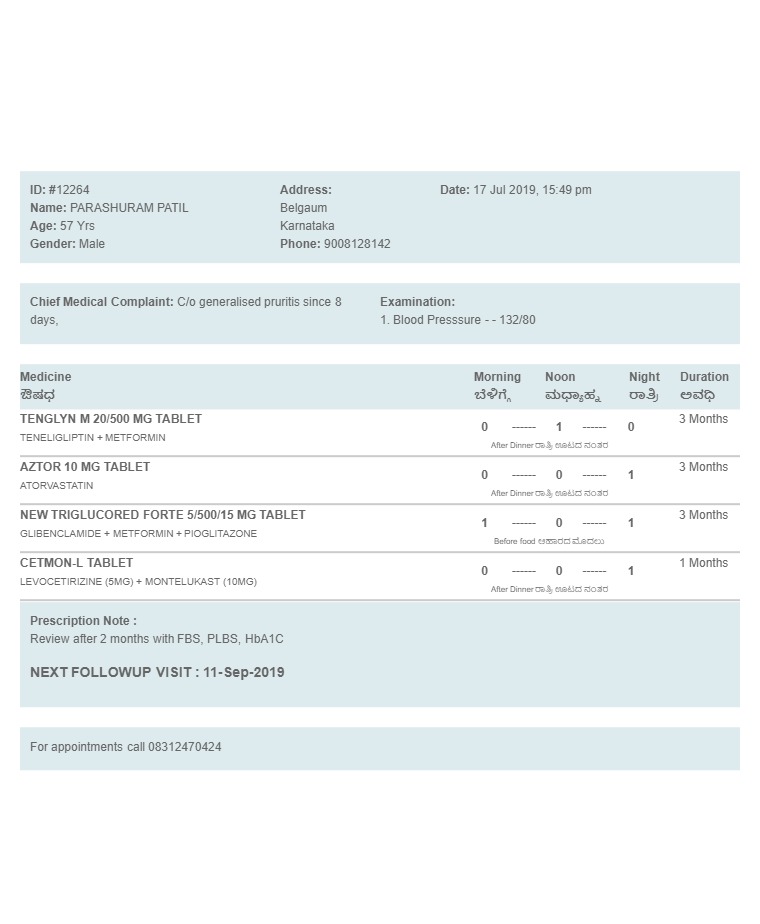 ID: #12264
Name: PARASHURAM PATIL
Age: 57 Yrs
Gender: Male
Address:
Belgaum
Karnataka
Phone: 9008128142
Date: 17 Jul 2019, 15:49 pm
Chief Medical Complaint: C/o generalised pruritis since 8
days,
Examination:
1. Blood Presssure - - 132/80
Medicine Morning Noon Night Duration
ಔಷಧ ಬೆಳಿಗ್ಗೆ ಮಧ್ಯಾಹ್ನ ರಾತ್ರಿ ಅವಧಿ
TENGLYN M 20/500 MG TABLET 0 ------ 1 ------ 0 3 Months
TENELIGLIPTIN + METFORMIN
After Dinner ರಾತ್ರಿ ಊಟದ ನಂತರ
AZTOR 10 MG TABLET 0 ------ 0 ------ 1 3 Months
ATORVASTATIN
After Dinner ರಾತ್ರಿ ಊಟದ ನಂತರ
NEW TRIGLUCORED FORTE 5/500/15 MG TABLET 1 ------ 0 ------ 1 3 Months
GLIBENCLAMIDE + METFORMIN + PIOGLITAZONE
Before food ಆಹಾರದ ಮೊದಲು
CETMON-L TABLET 0 ------ 0 ------ 1 1 Months
LEVOCETIRIZINE (5MG) + MONTELUKAST (10MG)
After Dinner ರಾತ್ರಿ ಊಟದ ನಂತರ
Prescription Note :
Review after 2 months with FBS, PLBS, HbA1C
NEXT FOLLOWUP VISIT : 11-Sep-2019
For appointments call 08312470424